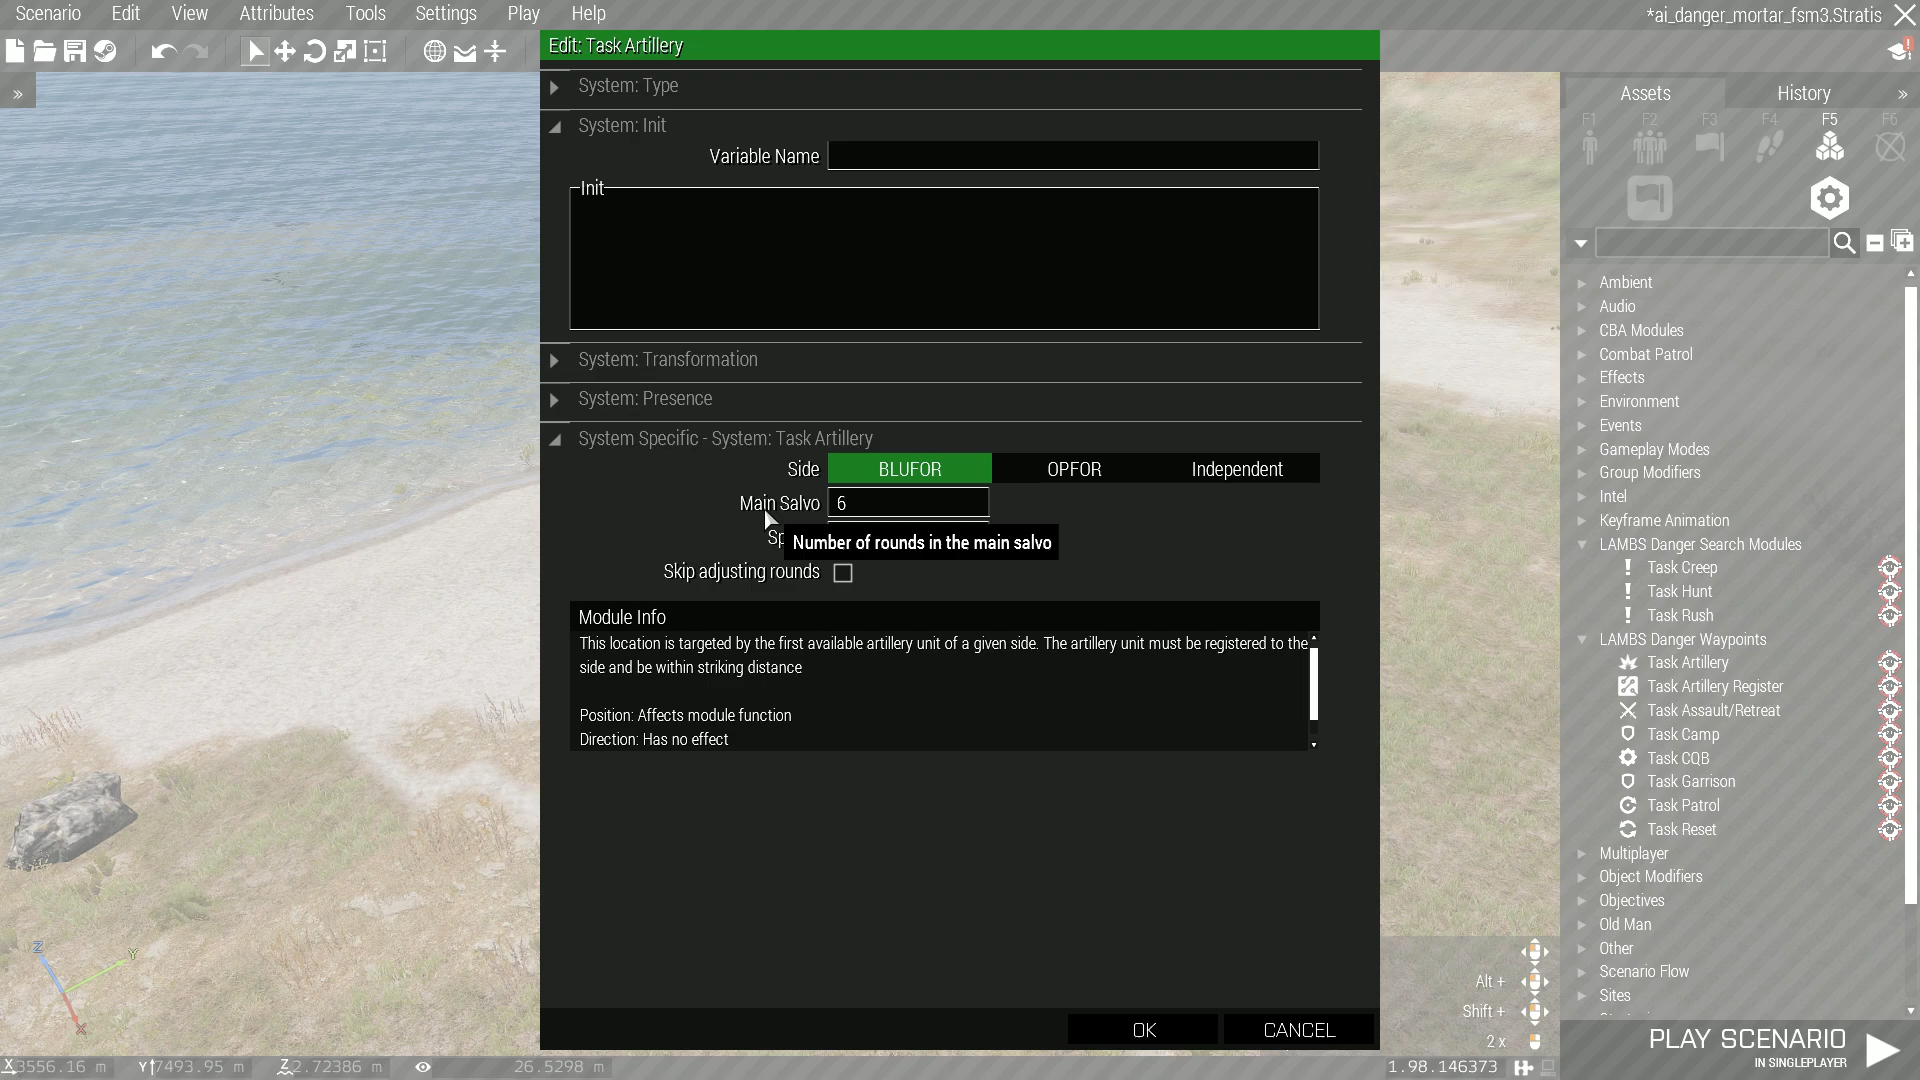 Scenario Edit View Attributes Tools Settings Play Help
*ai_danger_mortar_fsm3.Stratis
Edit: Task Artillery
System: Type
System: Init
Variable Name
Init
System: Transformation
System: Presence
System Specific - System: Task Artillery
Side BLUFOR OPFOR Independent
Main Salvo 6
Sp
Number of rounds in the main salvo
Skip adjusting rounds
Module Info
This location is targeted by the first available artillery unit of a given side. The artillery unit must be registered to the
side and be within striking distance
Position: Affects module function
Direction: Has no effect
OK CANCEL
Assets History
F1 F2 F3 F4 F5 F6
Ambient
Audio
CBA Modules
Combat Patrol
Effects
Environment
Events
Gameplay Modes
Group Modifiers
Intel
Keyframe Animation
LAMBS Danger Search Modules
Task Creep
Task Hunt
Task Rush
LAMBS Danger Waypoints
Task Artillery
Task Artillery Register
Task Assault/Retreat
Task Camp
Task CQB
Task Garrison
Task Patrol
Task Reset
Multiplayer
Object Modifiers
Objectives
Old Man
Other
Scenario Flow
Sites
Alt +
Shift +
2 x
PLAY SCENARIO
IN SINGLEPLAYER
Z Y X
X 3556.16 m Y 7493.95 m Z 2.72386 m 26.5298 m
1.98.146373